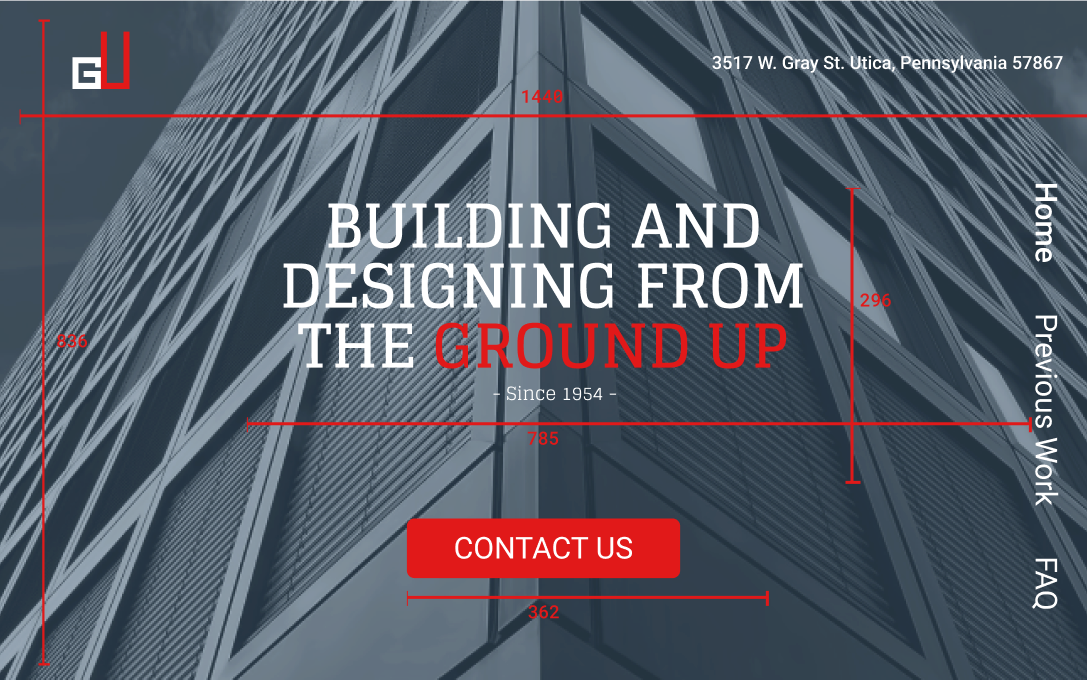 GU
3517 W. Gray St. Utica, Pennsylvania 57867
1440
BUILDING AND
DESIGNING FROM
THE GROUND UP
- Since 1954 -
785
296
836
CONTACT US
362
Home
Previous Work
FAQ